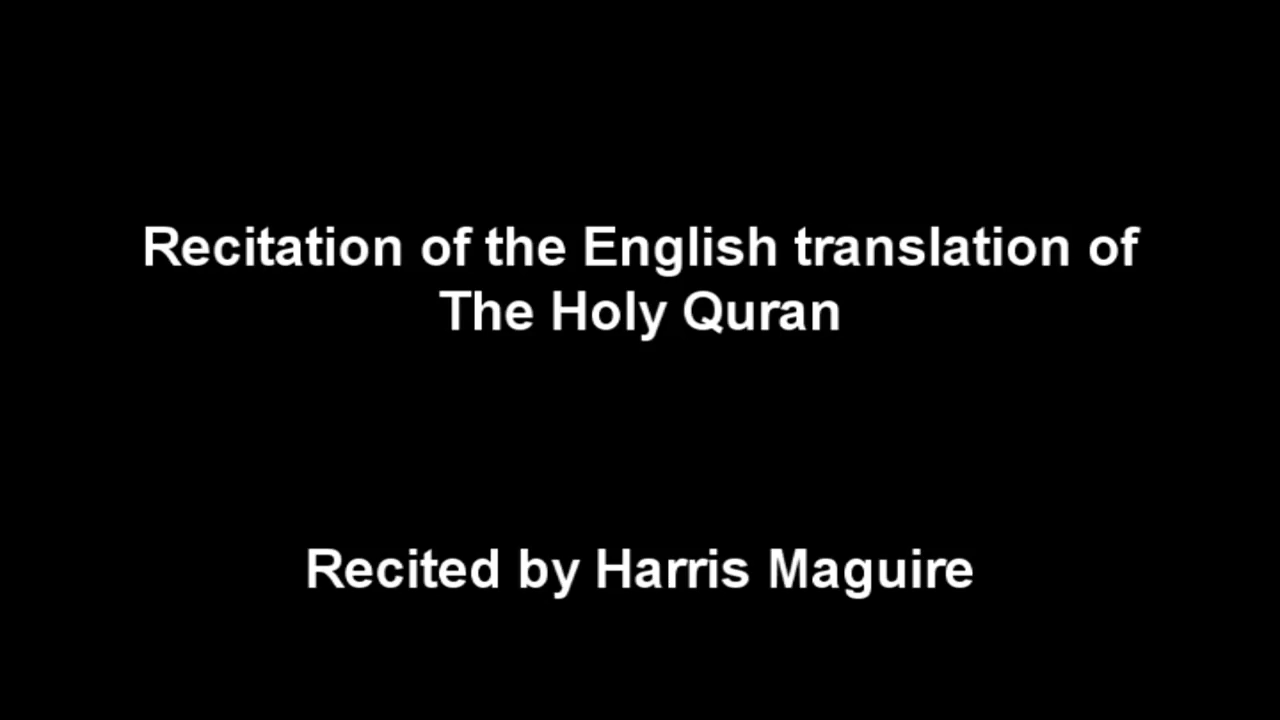 Recitation of the English translation of
The Holy Quran
Recited by Harris Maguire